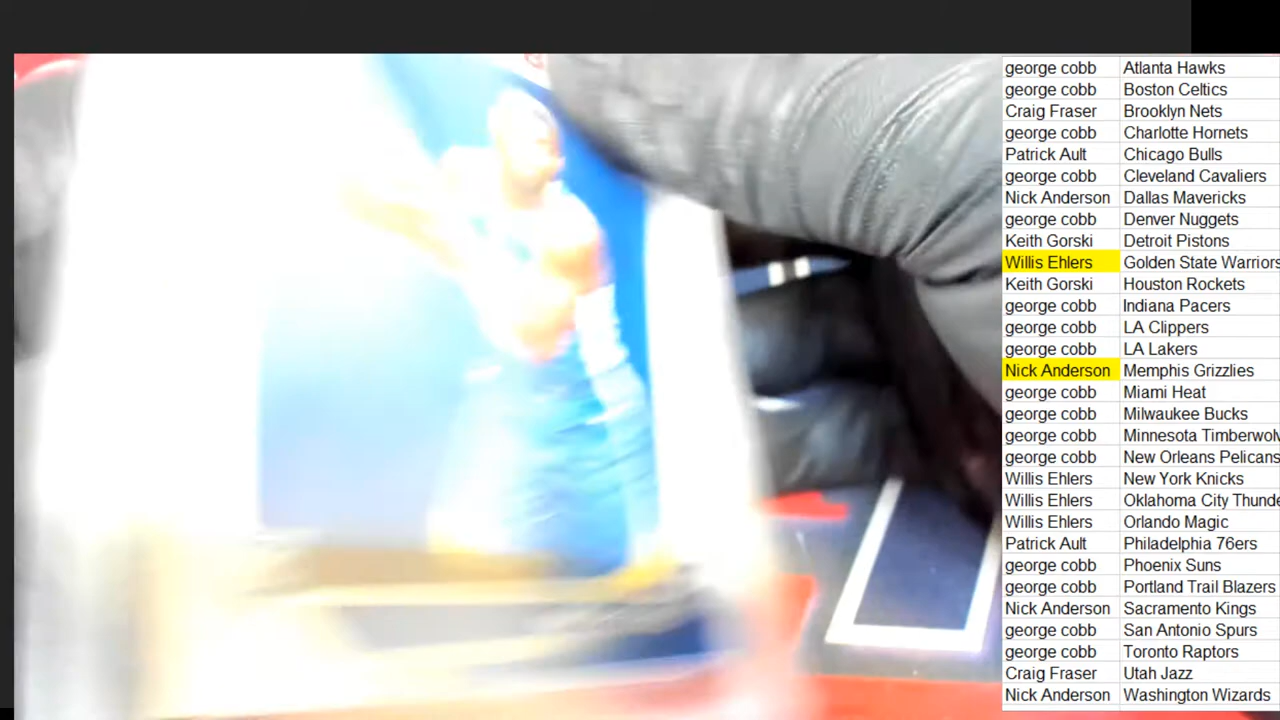 george cobb Atlanta Hawks
george cobb Boston Celtics
Craig Fraser Brooklyn Nets
george cobb Charlotte Hornets
Patrick Ault Chicago Bulls
george cobb Cleveland Cavaliers
Nick Anderson Dallas Mavericks
george cobb Denver Nuggets
Keith Gorski Detroit Pistons
Willis Ehlers Golden State Warriors
Keith Gorski Houston Rockets
george cobb Indiana Pacers
george cobb LA Clippers
george cobb LA Lakers
Nick Anderson Memphis Grizzlies
george cobb Miami Heat
george cobb Milwaukee Bucks
george cobb Minnesota Timberwol
george cobb New Orleans Pelicans
Willis Ehlers New York Knicks
Willis Ehlers Oklahoma City Thunde
Willis Ehlers Orlando Magic
Patrick Ault Philadelphia 76ers
george cobb Phoenix Suns
george cobb Portland Trail Blazers
Nick Anderson Sacramento Kings
george cobb San Antonio Spurs
george cobb Toronto Raptors
Craig Fraser Utah Jazz
Nick Anderson Washington Wizards